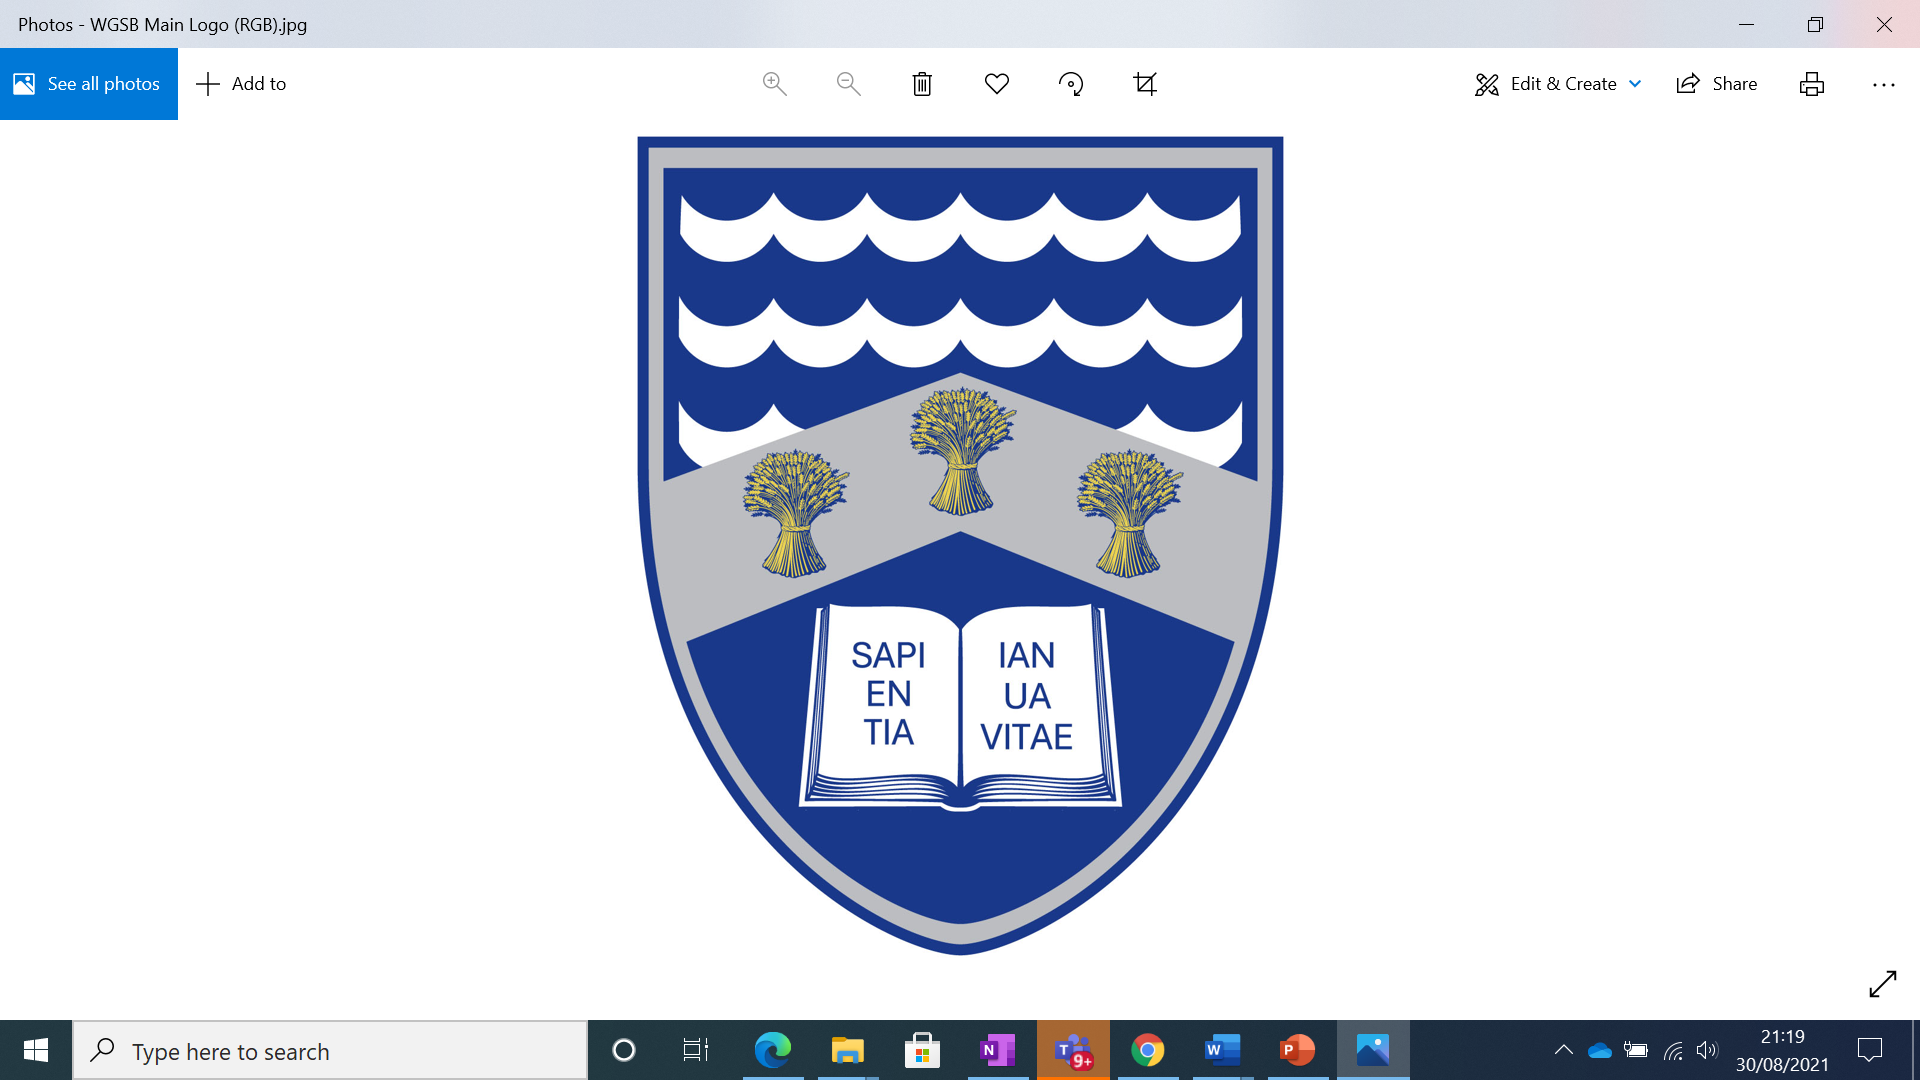 Photos - WGSB Main Logo (RGB).jpg
See all photos
Add to
Edit & Create
Share
SAPI
EN
TIA
IAN
UA
VITAE
Type here to search
N
T
9+
W
P
21:19
30/08/2021